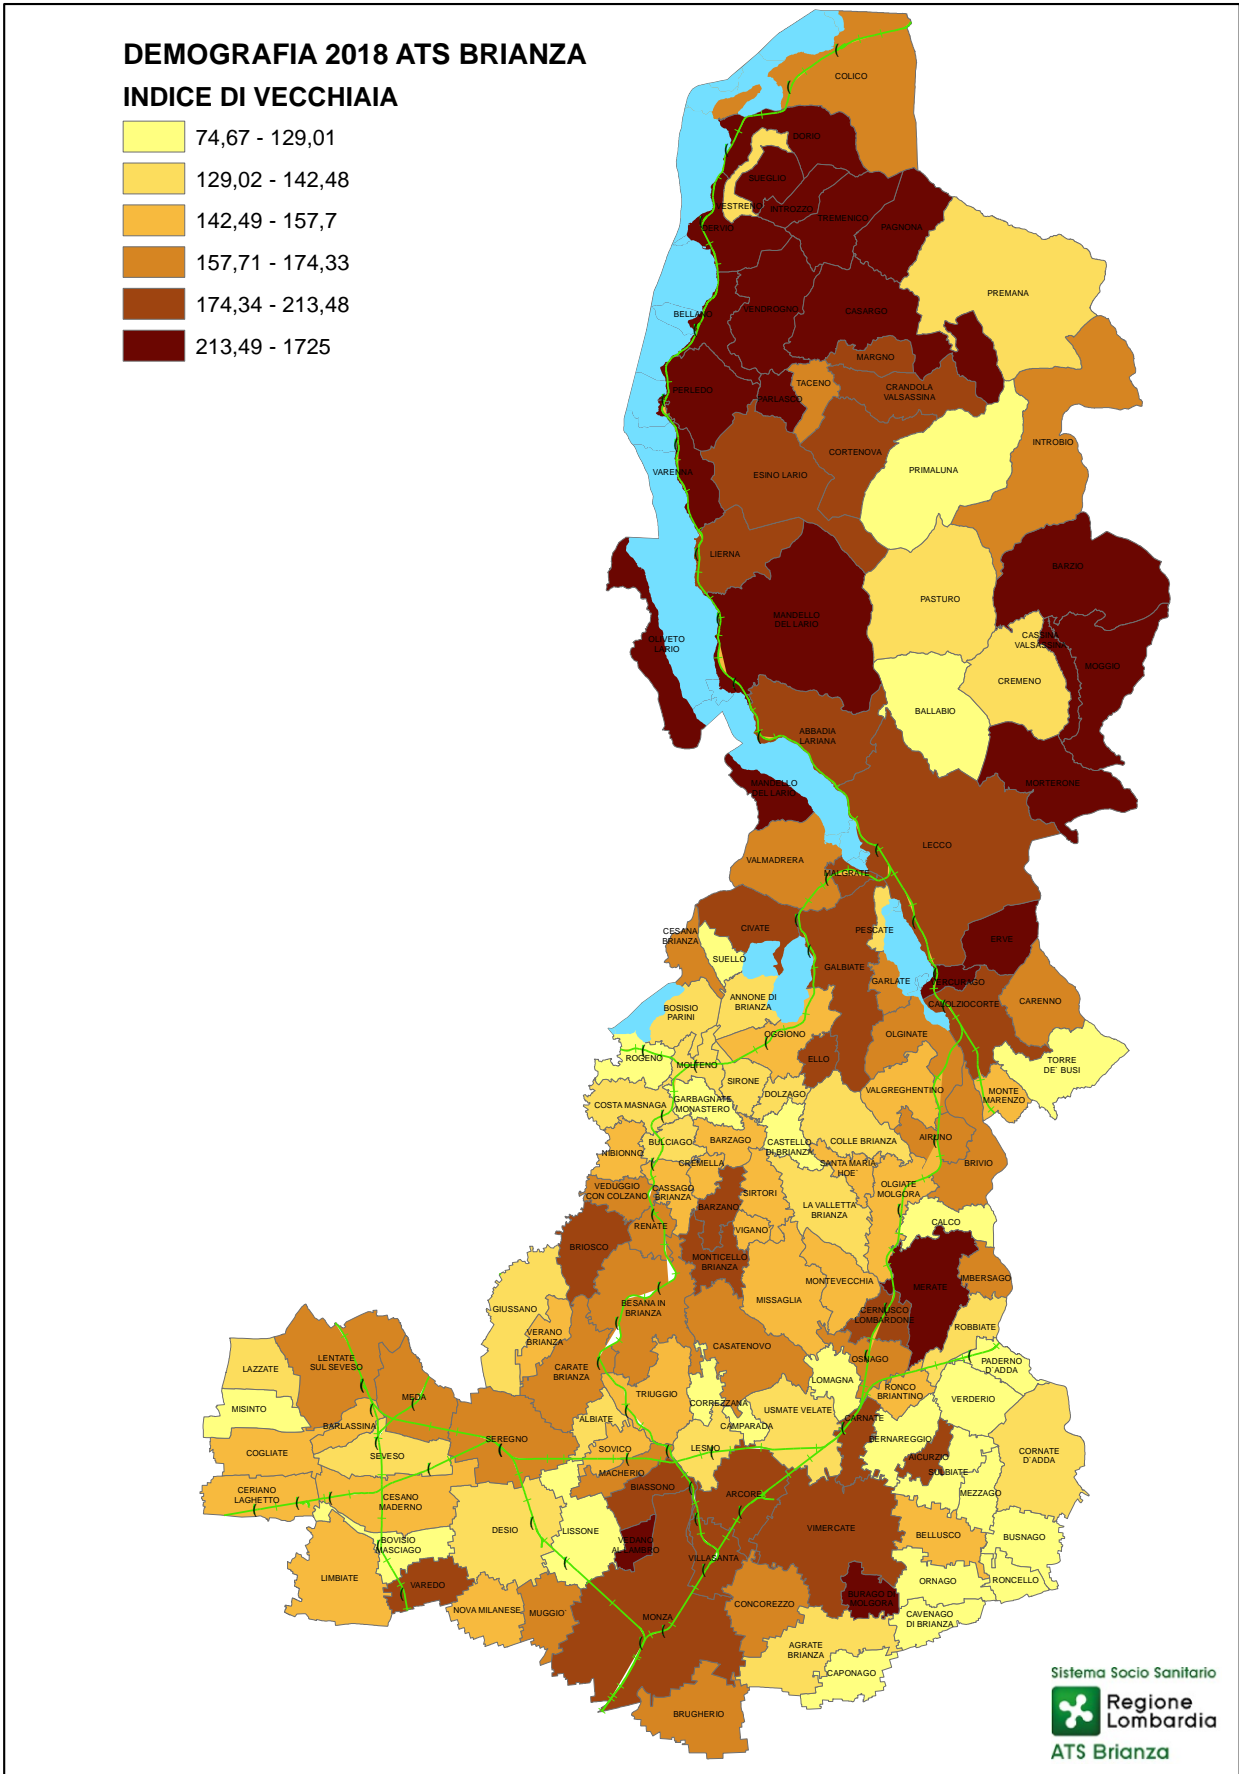 DEMOGRAFIA 2018 ATS BRIANZA
INDICE DI VECCHIAIA
74,67 - 129,01
129,02 - 142,48
142,49 - 157,7
157,71 - 174,33
174,34 - 213,48
213,49 - 1725
COLICO
DORIO
SUEGLIO
VESTRENO
INTROZZO
TREMENICO
PAGNONA
DERVIO
PREMANA
BELLANO
VENDROGNO
CASARGO
MARGNO
TACENO
CRANDOLA
VALSASSINA
PERLEDO
PARLASCO
INTROBIO
CORTENOVA
PRIMALUNA
VARENNA
ESINO LARIO
LIERNA
BARZIO
PASTURO
MANDELLO
DEL LARIO
OLIVETO
LARIO
CASSINA
VALSASSINA
MOGGIO
CREMENO
BALLABIO
ABBADIA
LARIANA
MANDELLO
DEL LARIO
MORTERONE
LECCO
VALMADRERA
MALGRATE
CIVATE
PESCATE
CESANA
BRIANZA
SUELLO
ERVE
GALBIATE
GARLATE
VERCURAGO
CALOLZIOCORTE
CARENNO
ANNONE DI
BRIANZA
BOSISIO
PARINI
OGGIONO
OLGINATE
ROGENO
MOLTENO
ELLO
TORRE
DE` BUSI
SIRONE
DOLZAGO
VALGREGHENTINO
MONTE
MARENZO
COSTA MASNAGA
GARBAGNATE
MONASTERO
BULCIAGO
BARZAGO
CASTELLO
DI BRIANZA
COLLE BRIANZA
AIRUNO
NIBIONNO
CREMELLA
SANTA MARIA
HOE`
BRIVIO
VEDUGGIO
CON COLZANO
CASSAGO
BRIANZA
SIRTORI
OLGIATE
MOLGORA
BARZANO`
LA VALLETTA
BRIANZA
RENATE
VIGANO`
CALCO
BRIOSCO
MONTICELLO
BRIANZA
MONTEVECCHIA
MERATE
IMBERSAGO
MISSAGLIA
BESANA IN
BRIANZA
GIUSSANO
CERNUSCO
LOMBARDONE
ROBBIATE
VERANO
BRIANZA
CASATENOVO
LENTATE
SUL SEVESO
LAZZATE
CARATE
BRIANZA
OSNAGO
PADERNO
D`ADDA
LOMAGNA
RONCO
BRIANTINO
VERDERIO
MEDA
TRIUGGIO
CORREZZANA
MISINTO
USMATE VELATE
BARLASSINA
ALBIATE
CAMPARADA
CARNATE
SEREGNO
BERNAREGGIO
COGLIATE
SEVESO
SOVICO
LESMO
AICURZIO
CORNATE
D`ADDA
MACHERIO
SULBIATE
CERIANO
LAGHETTO
CESANO
MADERNO
BIASSONO
ARCORE
MEZZAGO
DESIO
LISSONE
VIMERCATE
BELLUSCO
BUSNAGO
BOVISIO
MASCIAGO
VEDANO
AL LAMBRO
VILLASANTA
LIMBIATE
VAREDO
ORNAGO
RONCELLO
BURAGO DI
MOLGORA
NOVA MILANESE
MUGGIO`
MONZA
CONCOREZZO
CAVENAGO
DI BRIANZA
AGRATE
BRIANZA
CAPONAGO
BRUGHERIO
Sistema Socio Sanitario
Regione
Lombardia
ATS Brianza